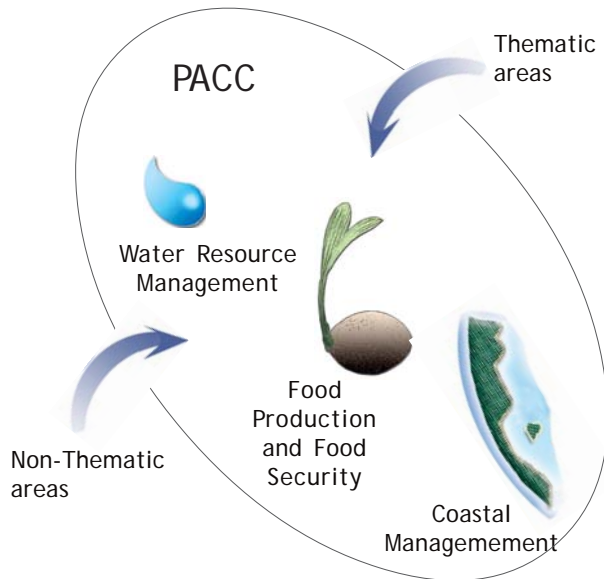 Thematic
areas
PACC
Water Resource
Management
Food
Production
and Food
Security
Non-Thematic
areas
Coastal
Managemement